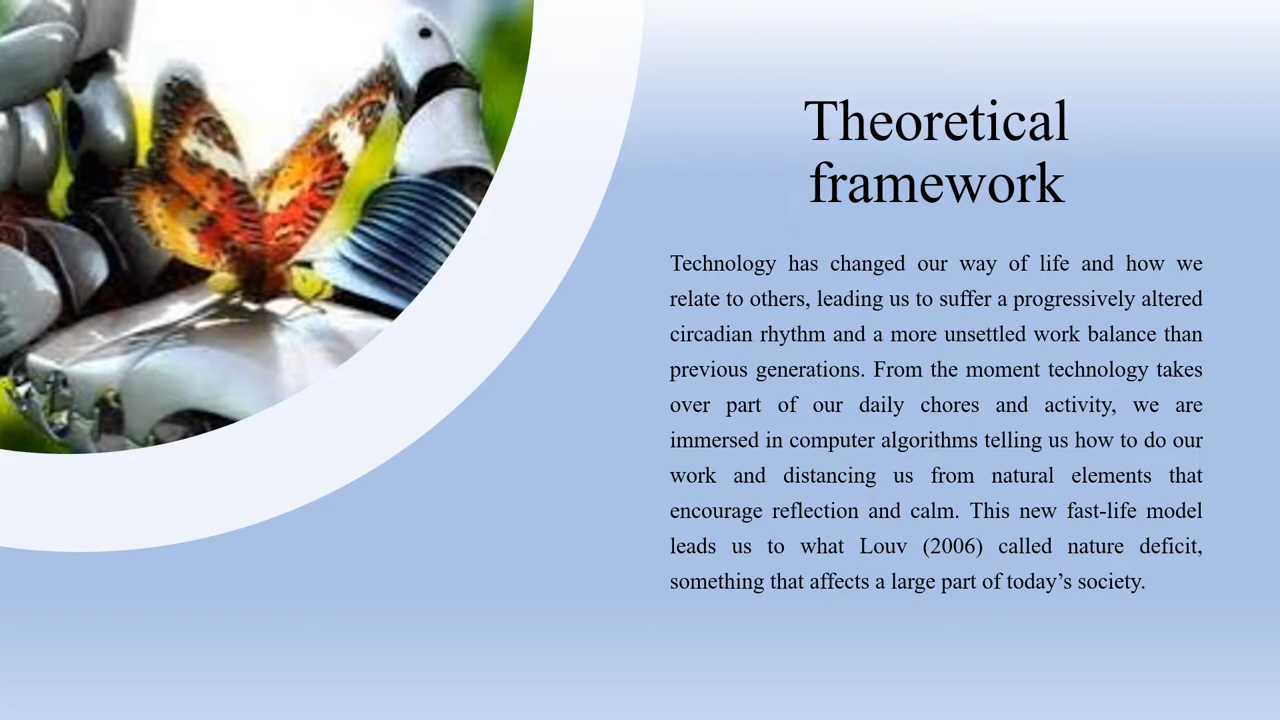 Theoretical
framework
Technology has changed our way of life and how we
relate to others, leading us to suffer a progressively altered
circadian rhythm and a more unsettled work balance than
previous generations. From the moment technology takes
over part of our daily chores and activity, we are
immersed in computer algorithms telling us how to do our
work and distancing us from natural elements that
encourage reflection and calm. This new fast-life model
leads us to what Louv (2006) called nature deficit,
something that affects a large part of today’s society.